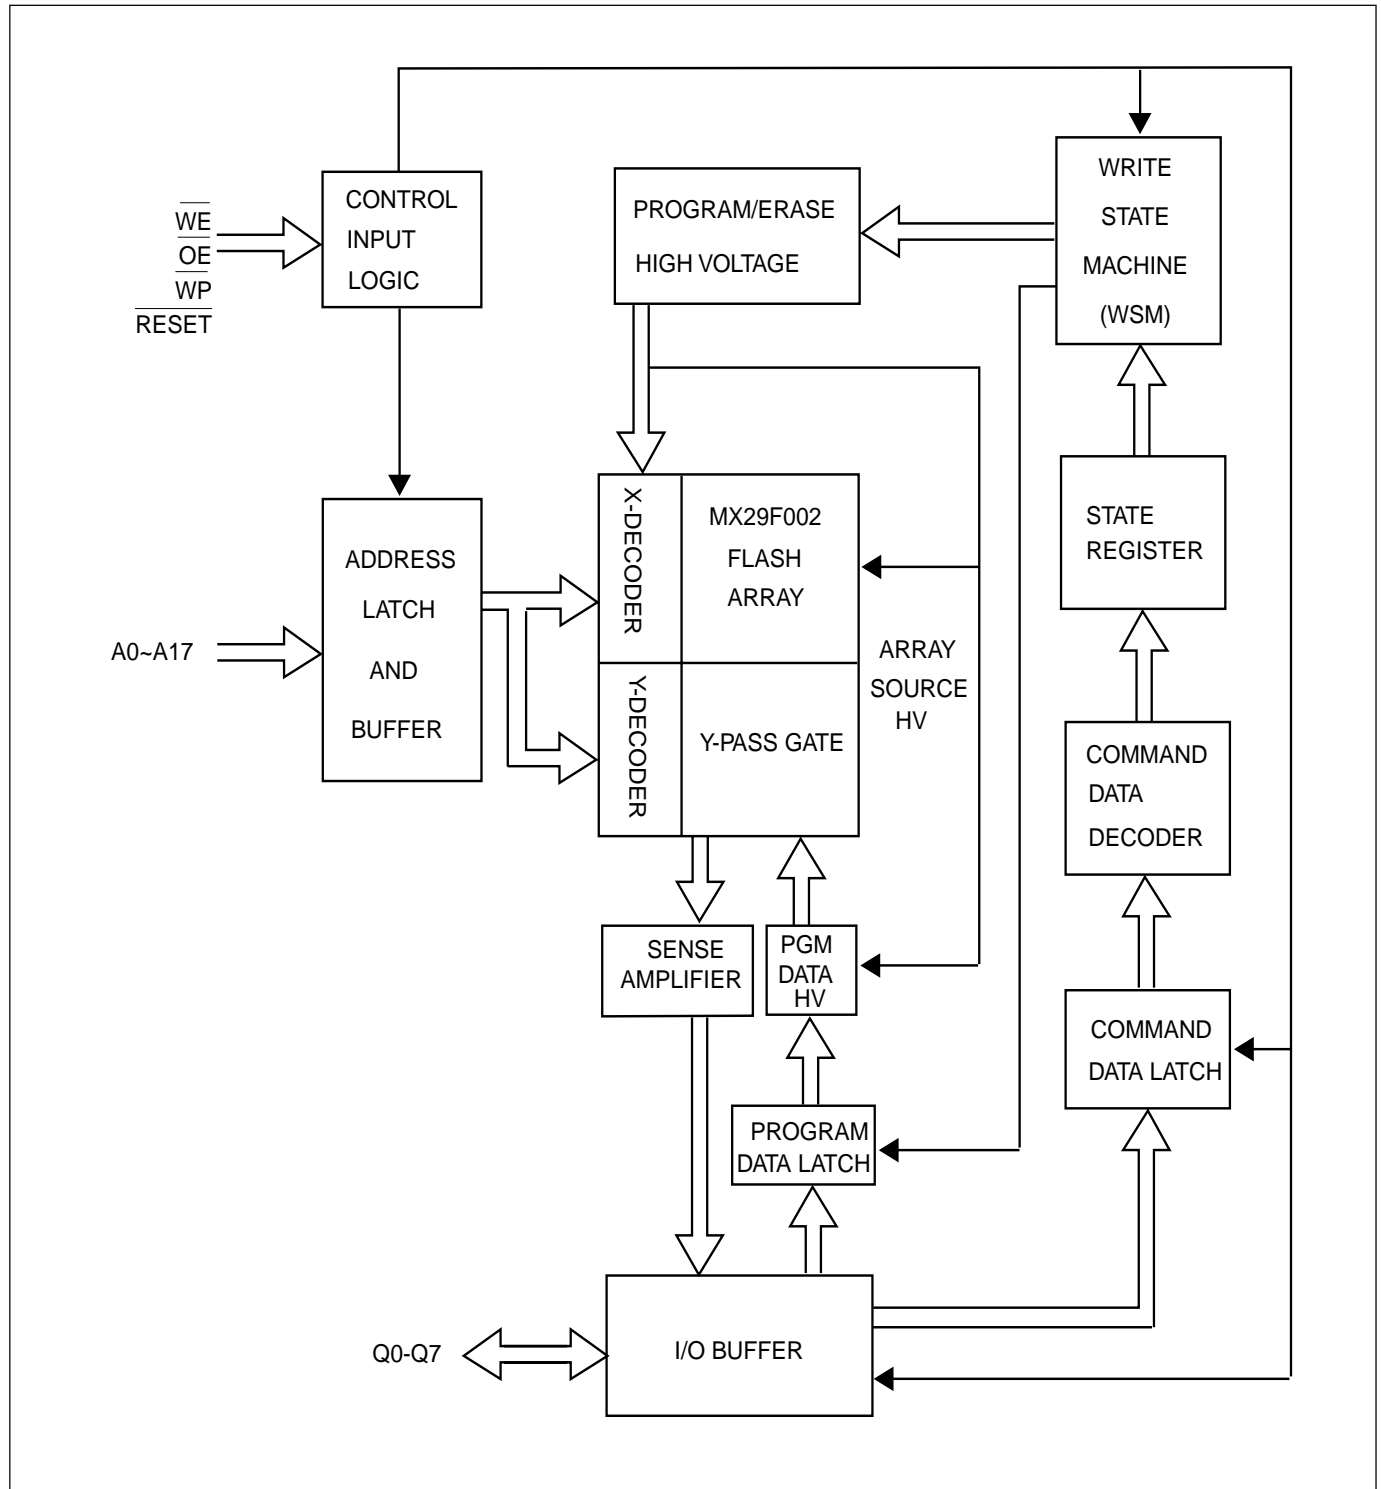 WRITE
STATE
MACHINE
(WSM)
CONTROL
INPUT
LOGIC
PROGRAM/ERASE
HIGH VOLTAGE
WE
OE
WP
RESET
ADDRESS
LATCH
AND
BUFFER
A0~A17
X-DECODER
MX29F002
FLASH
ARRAY
Y-DECODER
Y-PASS GATE
ARRAY
SOURCE
HV
STATE
REGISTER
COMMAND
DATA
DECODER
SENSE
AMPLIFIER
PGM
DATA
HV
COMMAND
DATA LATCH
PROGRAM
DATA LATCH
Q0-Q7
I/O BUFFER